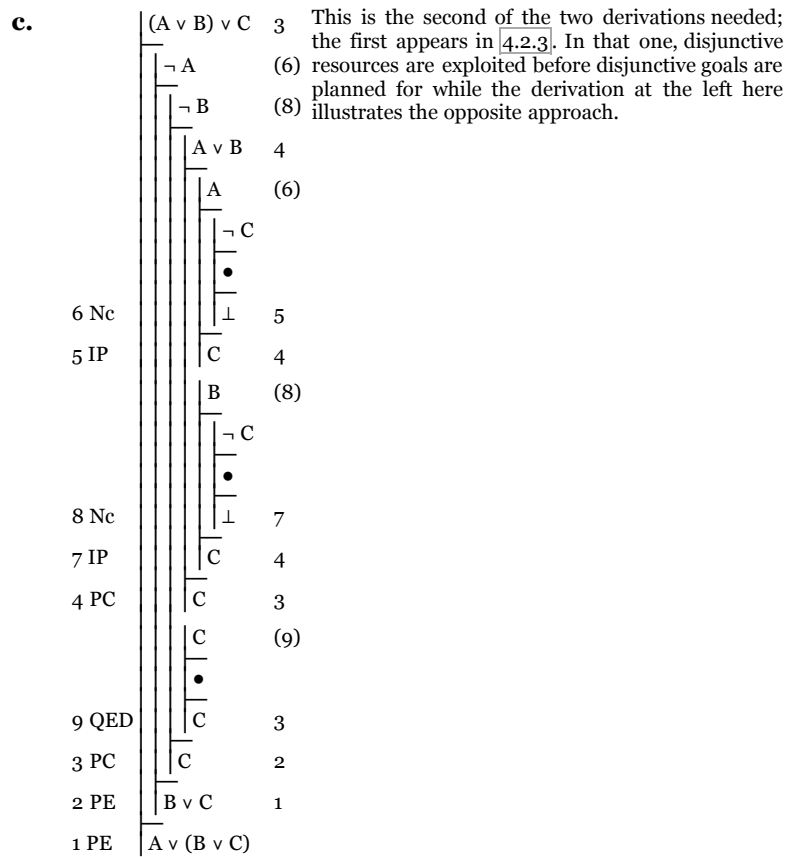 c. (A ∨ B) ∨ C 3
¬ A (6)
¬ B (8)
A ∨ B 4
A (6)
¬ C
●
6 Nc ⊥ 5
5 IP C 4
B (8)
¬ C
●
8 Nc ⊥ 7
7 IP C 4
4 PC C 3
C (9)
●
9 QED C 3
3 PC C 2
2 PE B ∨ C 1
1 PE A ∨ (B ∨ C)
This is the second of the two derivations needed;
the first appears in 4.2.3. In that one, disjunctive
resources are exploited before disjunctive goals are
planned for while the derivation at the left here
illustrates the opposite approach.